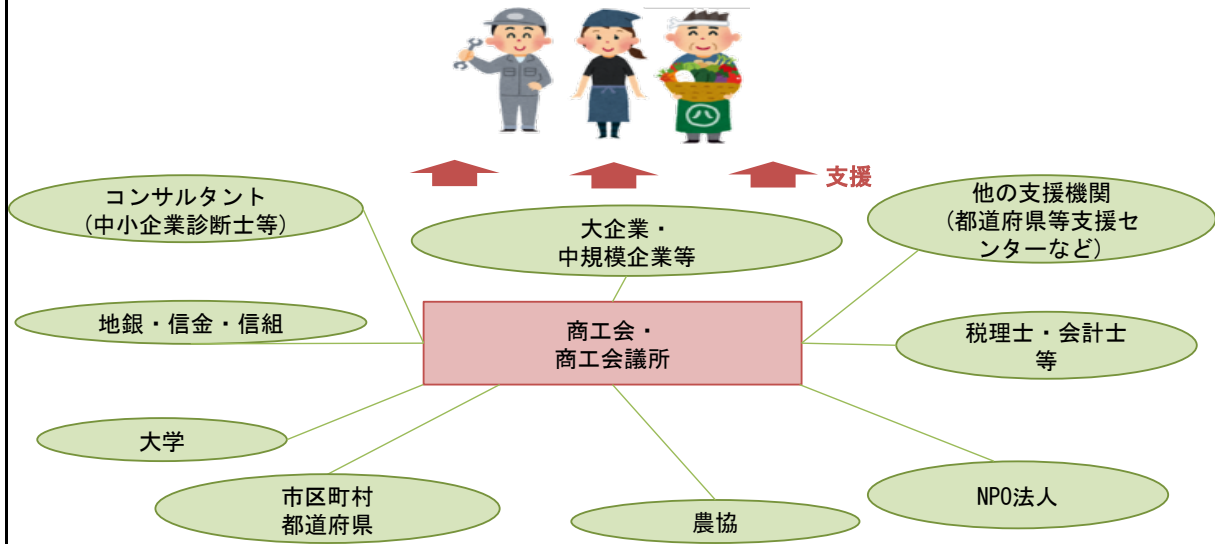 八
支援
コンサルタント
(中小企業診断士等)
大企業・
中規模企業等
他の支援機関
(都道府県等支援セ
ンターなど)
地銀・信金・信組
商工会・
商工会議所
税理士・会計士
等
大学
市区町村
都道府県
農協
NPO法人